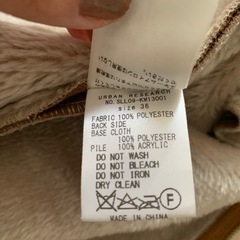 URBAN RESEARCH
NO. SLL09-KM13001
size 36
FABRIC 100% POLYESTER
BACK SIDE
BASE CLOTH
100% POLYESTER
PILE 100% ACRYLIC
DO NOT WASH
DO NOT BLEACH
DO NOT IRON
DRY CLEAN
F
MADE IN CHINA